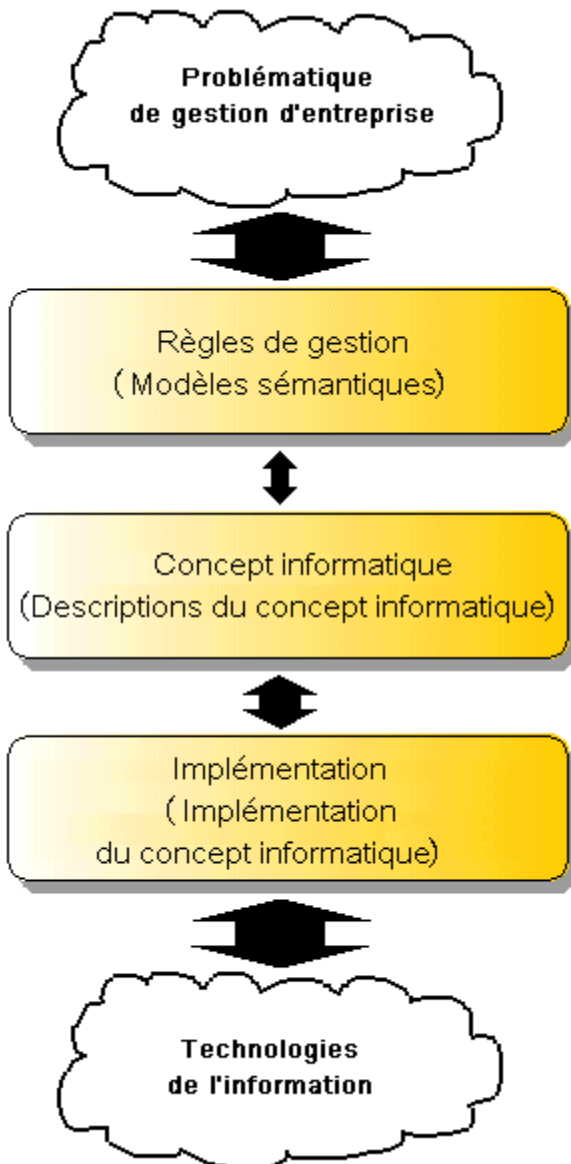 Problématique
de gestion d'entreprise
Règles de gestion
( Modèles sémantiques)
Concept informatique
(Descriptions du concept informatique)
Implémentation
( Implémentation
du concept informatique)
Technologies
de l'information